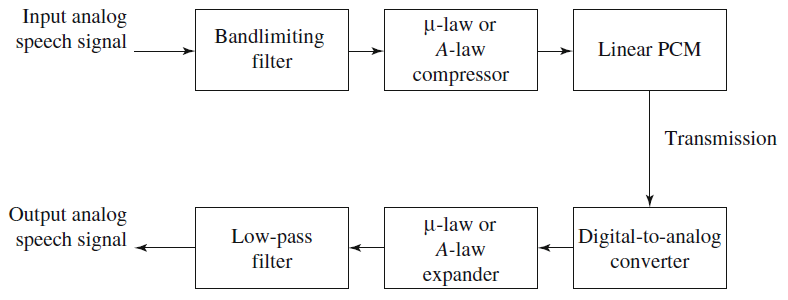 Input analog
speech signal
Bandlimiting
filter
μ-law or
A-law
compressor
Linear PCM
Transmission
Output analog
speech signal
Low-pass
filter
μ-law or
A-law
expander
Digital-to-analog
converter